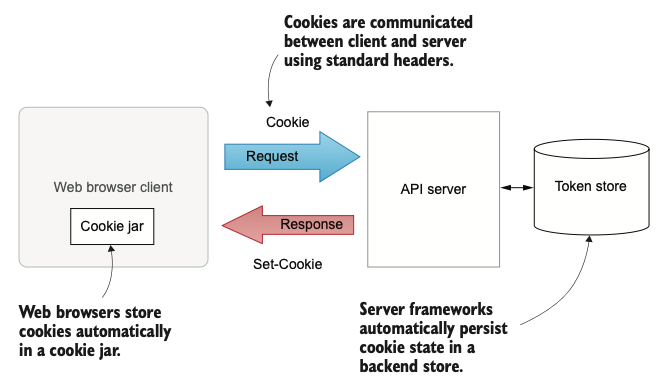 Cookies are communicated
between client and server
using standard headers.
Cookie
Request
Web browser client
API server
Token store
Cookie jar
Response
Set-Cookie
Web browsers store
cookies automatically
in a cookie jar.
Server frameworks
automatically persist
cookie state in a
backend store.